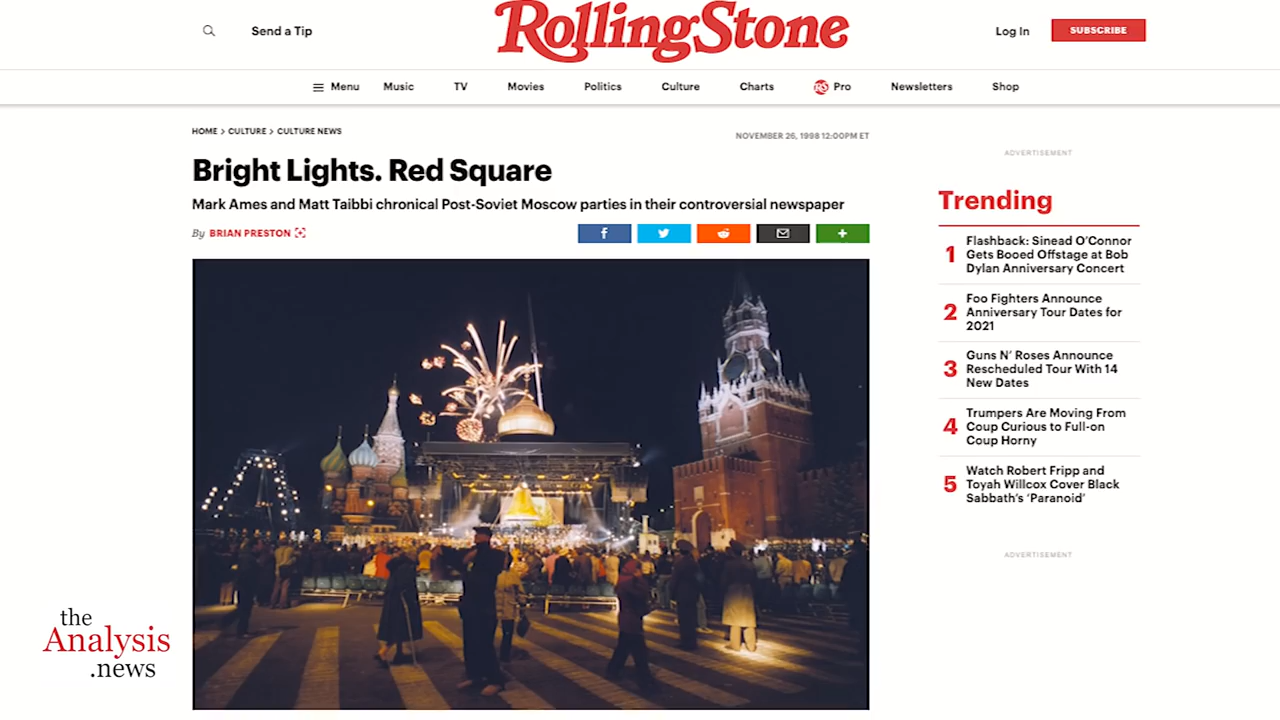 Send a Tip
RollingStone
Log In
SUBSCRIBE
Menu
Music
TV
Movies
Politics
Culture
Charts
RS Pro
Newsletters
Shop
HOME > CULTURE > CULTURE NEWS
NOVEMBER 26, 1998 12:00PM ET
Bright Lights. Red Square
Mark Ames and Matt Taibbi chronical Post-Soviet Moscow parties in their controversial newspaper
By BRIAN PRESTON
ADVERTISEMENT
Trending
1
Flashback: Sinead O'Connor
Gets Booed Offstage at Bob
Dylan Anniversary Concert
2
Foo Fighters Announce
Anniversary Tour Dates for
2021
3
Guns N' Roses Announce
Rescheduled Tour With 14
New Dates
4
Trumpers Are Moving From
Coup Curious to Full-on
Coup Horny
5
Watch Robert Fripp and
Toyah Willcox Cover Black
Sabbath's 'Paranoid'
ADVERTISEMENT
the
Analysis
.news